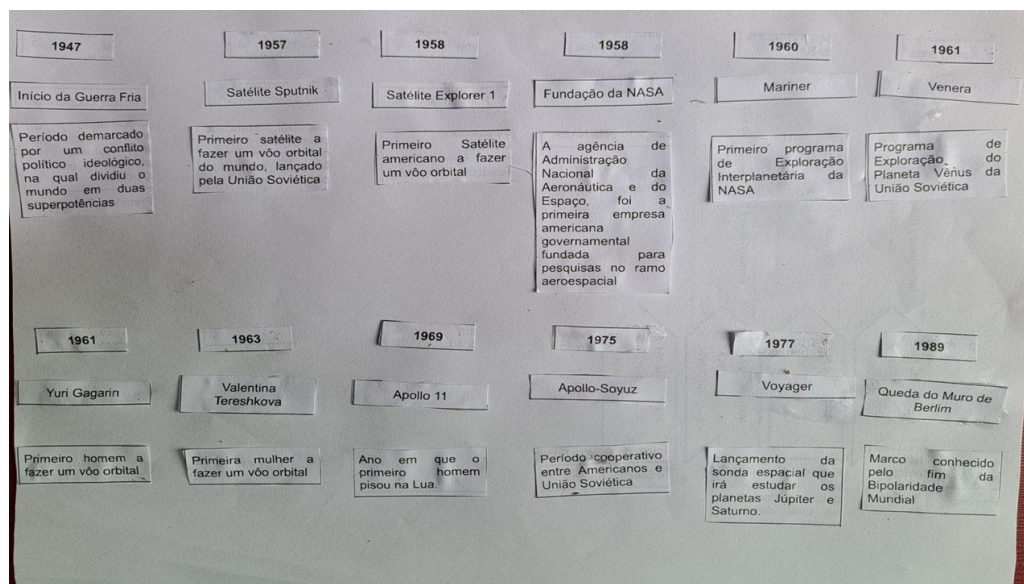 1947
Início da Guerra Fria
Período demarcado
por um conflito
político ideológico,
na qual dividiu o
mundo em duas
superpotências
1957
Satélite Sputnik
Primeiro satélite a
fazer um vôo orbital
do mundo, lançado
pela União Soviética
1958
Satélite Explorer 1
Primeiro Satélite
americano a fazer
um vôo orbital
1958
Fundação da NASA
A agência de
Administração
Nacional da
Aeronáutica e do
Espaço, foi a
primeira empresa
americana
governamental
fundada para
pesquisas no ramo
aeroespacial
1960
Mariner
Primeiro programa
de Exploração
Interplanetária da
NASA
1961
Venera
Programa de
Exploração do
Planeta Vênus da
União Soviética
1961
Yuri Gagarin
Primeiro homem a
fazer um vôo orbital
1963
Valentina
Tereshkova
Primeira mulher a
fazer um vôo orbital
1969
Apollo 11
Ano em que o
primeiro homem
pisou na Lua.
1975
Apollo-Soyuz
Período cooperativo
entre Americanos e
União Soviética
1977
Voyager
Lançamento da
sonda espacial que
irá estudar os
planetas Júpiter e
Saturno.
1989
Queda do Muro de
Berlim
Marco conhecido
pelo fim da
Bipolaridade
Mundial